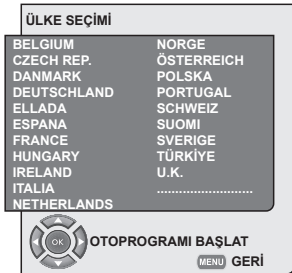 ÜLKE SEÇİMİ
BELGIUM
CZECH REP.
DANMARK
DEUTSCHLAND
ELLADA
ESPANA
FRANCE
HUNGARY
IRELAND
ITALIA
NETHERLANDS
NORGE
ÖSTERREICH
POLSKA
PORTUGAL
SCHWEIZ
SUOMI
SVERIGE
TÜRKİYE
U.K.
..........................
OK
OTOPROGRAMI BAŞLAT
MENU GERİ